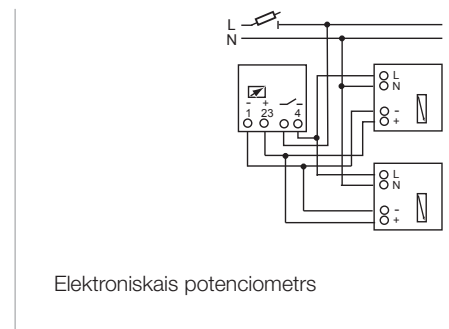 L
N
L
N
- +
1 23 4
- 
+
L
N
-
+
Elektroniskais potenciometrs